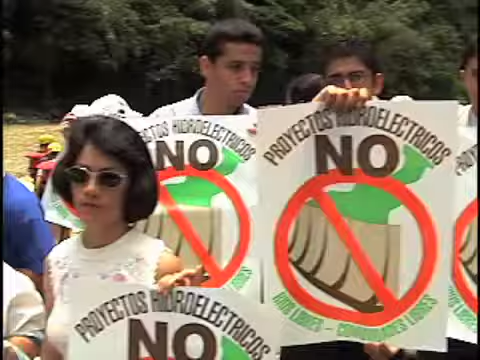 PROYECTOS HIDROELECTRICOS
NO
PROYECTOS HIDROELECTRICOS
NO
RIOS LIBRES - COMUNIDADES LIBRES
PROYECTOS HIDROELECTRICOS
NO